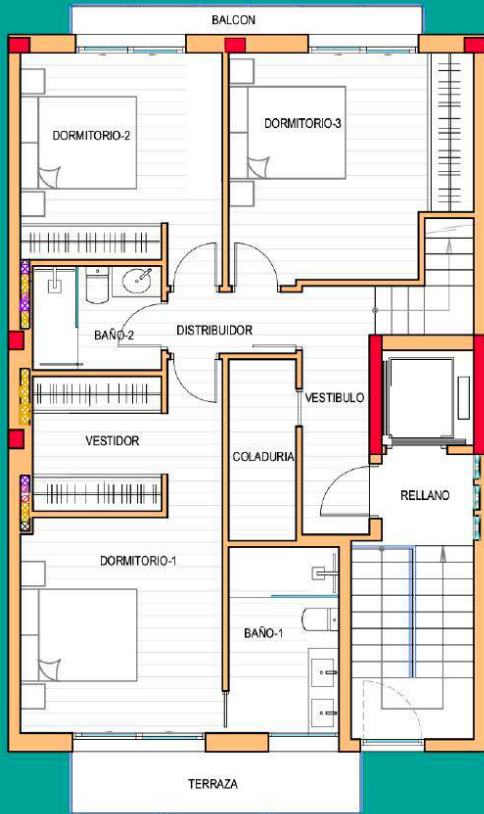 BALCON
DORMITORIO-2
DORMITORIO-3
BAÑO-2
DISTRIBUIDOR
VESTIBULO
VESTIDOR
COLADURIA
RELLANO
DORMITORIO-1
BAÑO-1
TERRAZA